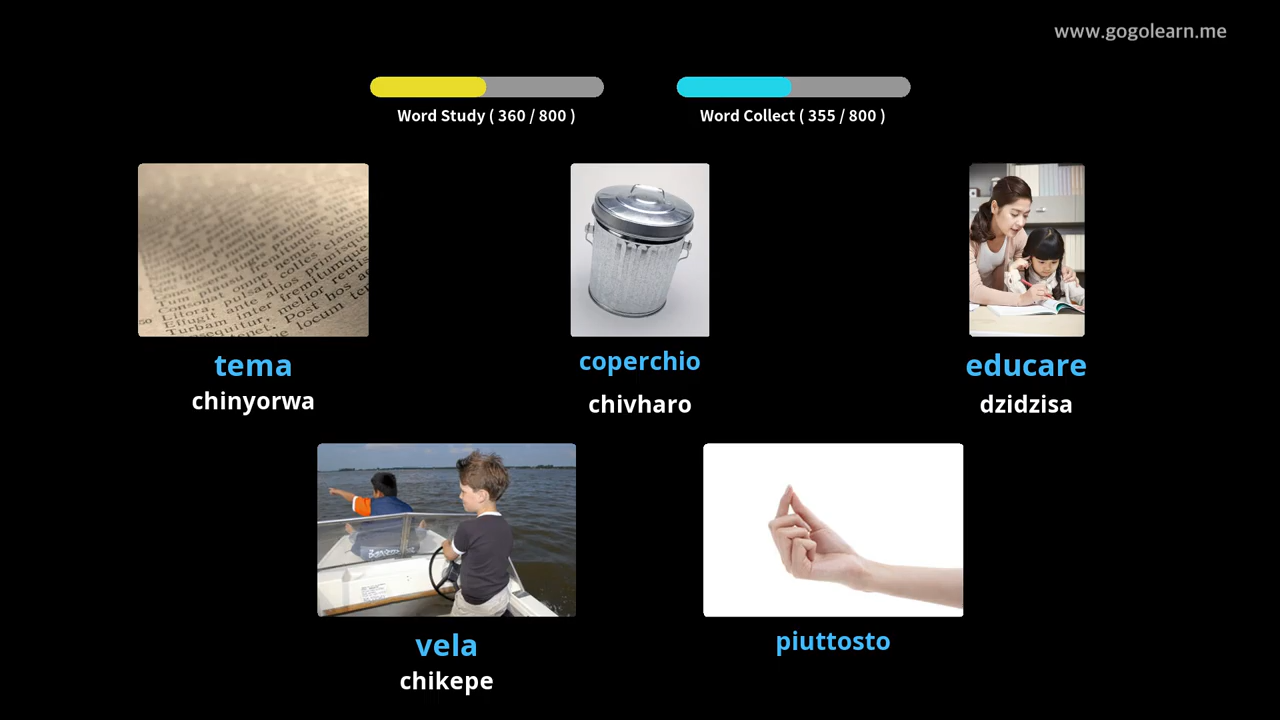 www.gogolearn.me
Word Study ( 360 / 800 )
Word Collect ( 355 / 800 )
tema
chinyorwa
coperchio
chivharo
educare
dzidzisa
vela
chikepe
piuttosto